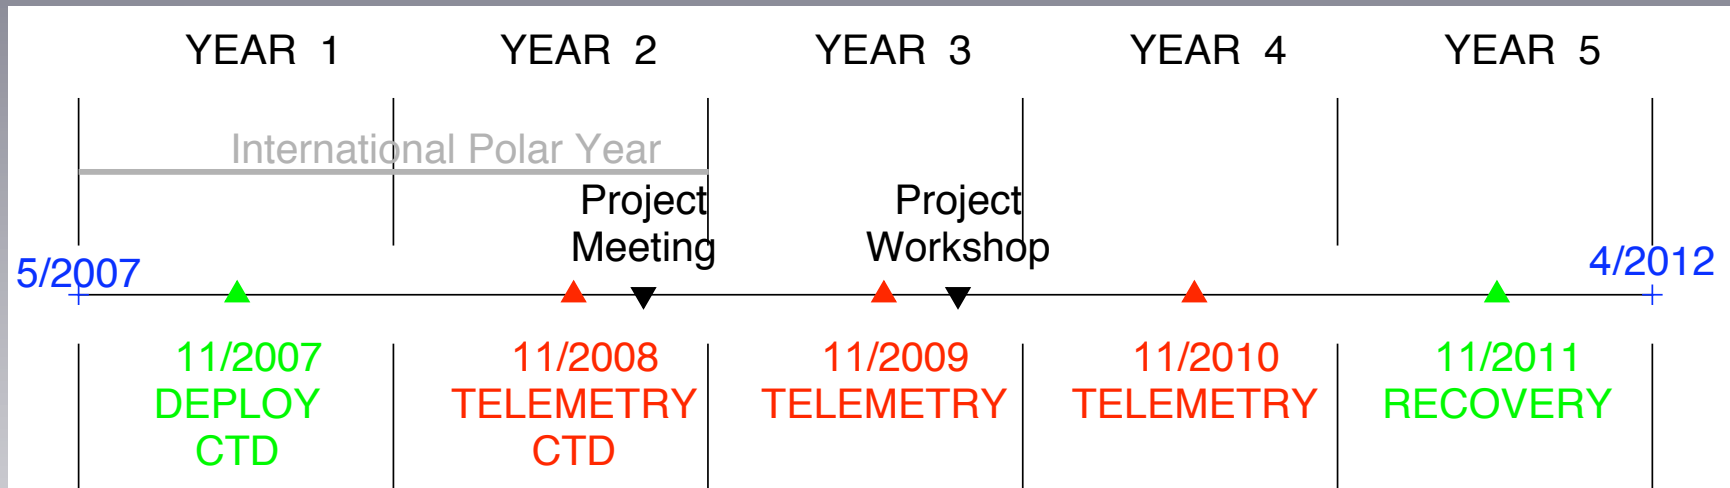 YEAR 1
YEAR 2
YEAR 3
YEAR 4
YEAR 5
International Polar Year
Project
Meeting
Project
Workshop
5/2007
4/2012
11/2007
DEPLOY
CTD
11/2008
TELEMETRY
CTD
11/2009
TELEMETRY
11/2010
TELEMETRY
11/2011
RECOVERY